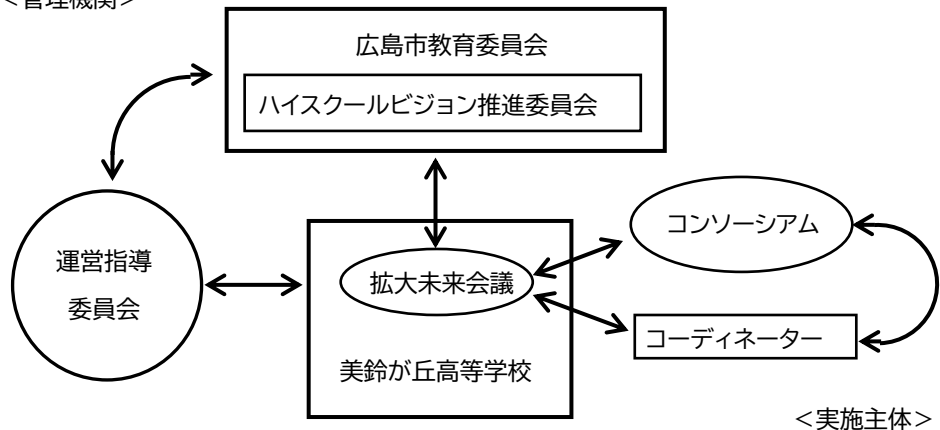 ＜管理機関＞
広島市教育委員会
ハイスクールビジョン推進委員会
運営指導
委員会
拡大未来会議
美鈴が丘高等学校
コンソーシアム
コーディネーター
＜実施主体＞